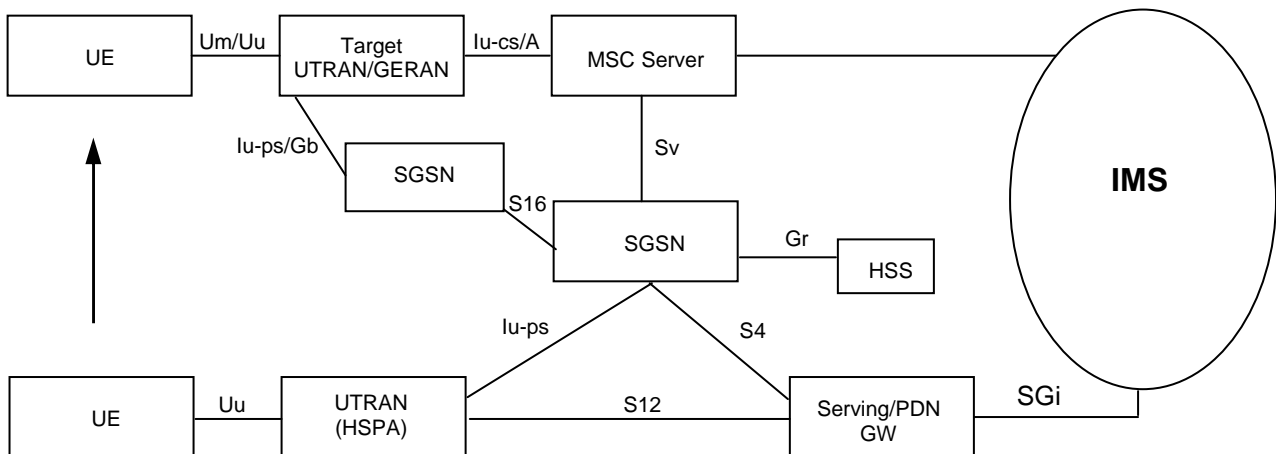 UE
Um/Uu
Target
UTRAN/GERAN
Iu-cs/A
MSC Server
Iu-ps/Gb
SGSN
S16
Sv
IMS
SGSN
Gr
HSS
Iu-ps
S4
UE
Uu
UTRAN
(HSPA)
S12
Serving/PDN
GW
SGi